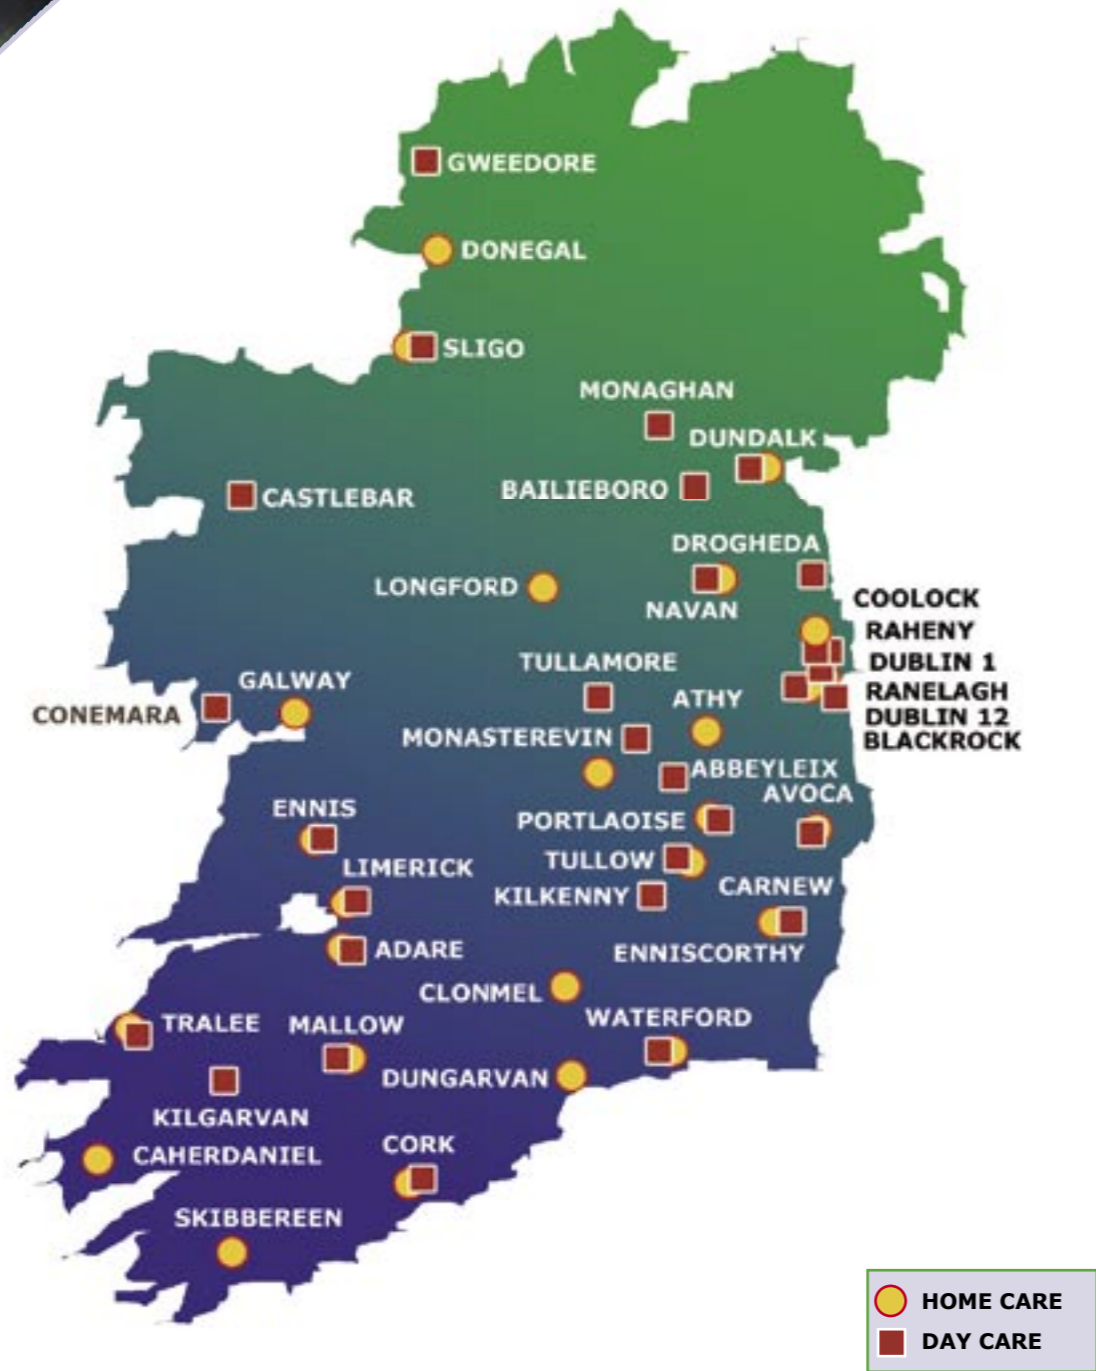 GWEEDORE
DONEGAL
SLIGO
MONAGHAN
DUNDALK
BAILIEBORO
CASTLEBAR
DROGHEDA
LONGFORD
NAVAN
COOLOCK
RAHENY
DUBLIN 1
RANELAGH
DUBLIN 12
BLACKROCK
TULLAMORE
GALWAY
ATHY
CONEMARA
MONASTEREVIN
ABBEYLEIX
AVOCA
ENNIS
PORTLAOISE
TULLOW
LIMERICK
CARNEW
KILKENNY
ADARE
ENNISCORTHY
CLONMEL
WATERFORD
TRALEE
MALLOW
DUNGARVAN
KILGARVAN
CORK
CAHERDANIEL
SKIBBEREEN
HOME CARE
DAY CARE